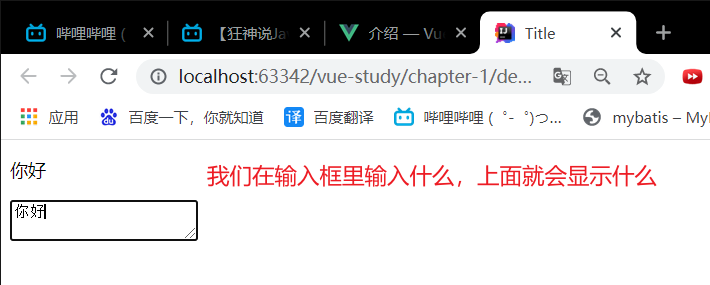 哔哩哔哩 (
【狂神说Ja
介绍 — Vue
Title
localhost:63342/vue-study/chapter-1/de...
应用
百度一下，你就知道
译
百度翻译
哔哩哔哩 ( ゜- ゜)つ...
mybatis – MyB
你好
我们在输入框里输入什么，上面就会显示什么
你好